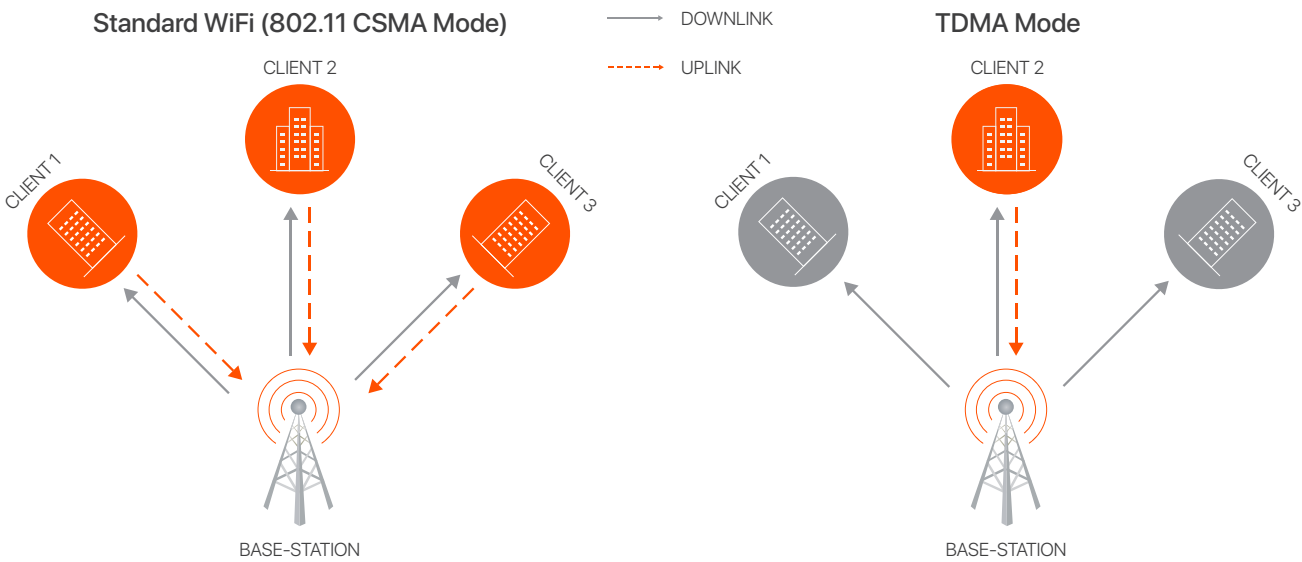 Standard WiFi (802.11 CSMA Mode)
DOWNLINK
UPLINK
TDMA Mode
CLIENT 1
CLIENT 2
CLIENT 3
BASE-STATION
CLIENT 1
CLIENT 2
CLIENT 3
BASE-STATION